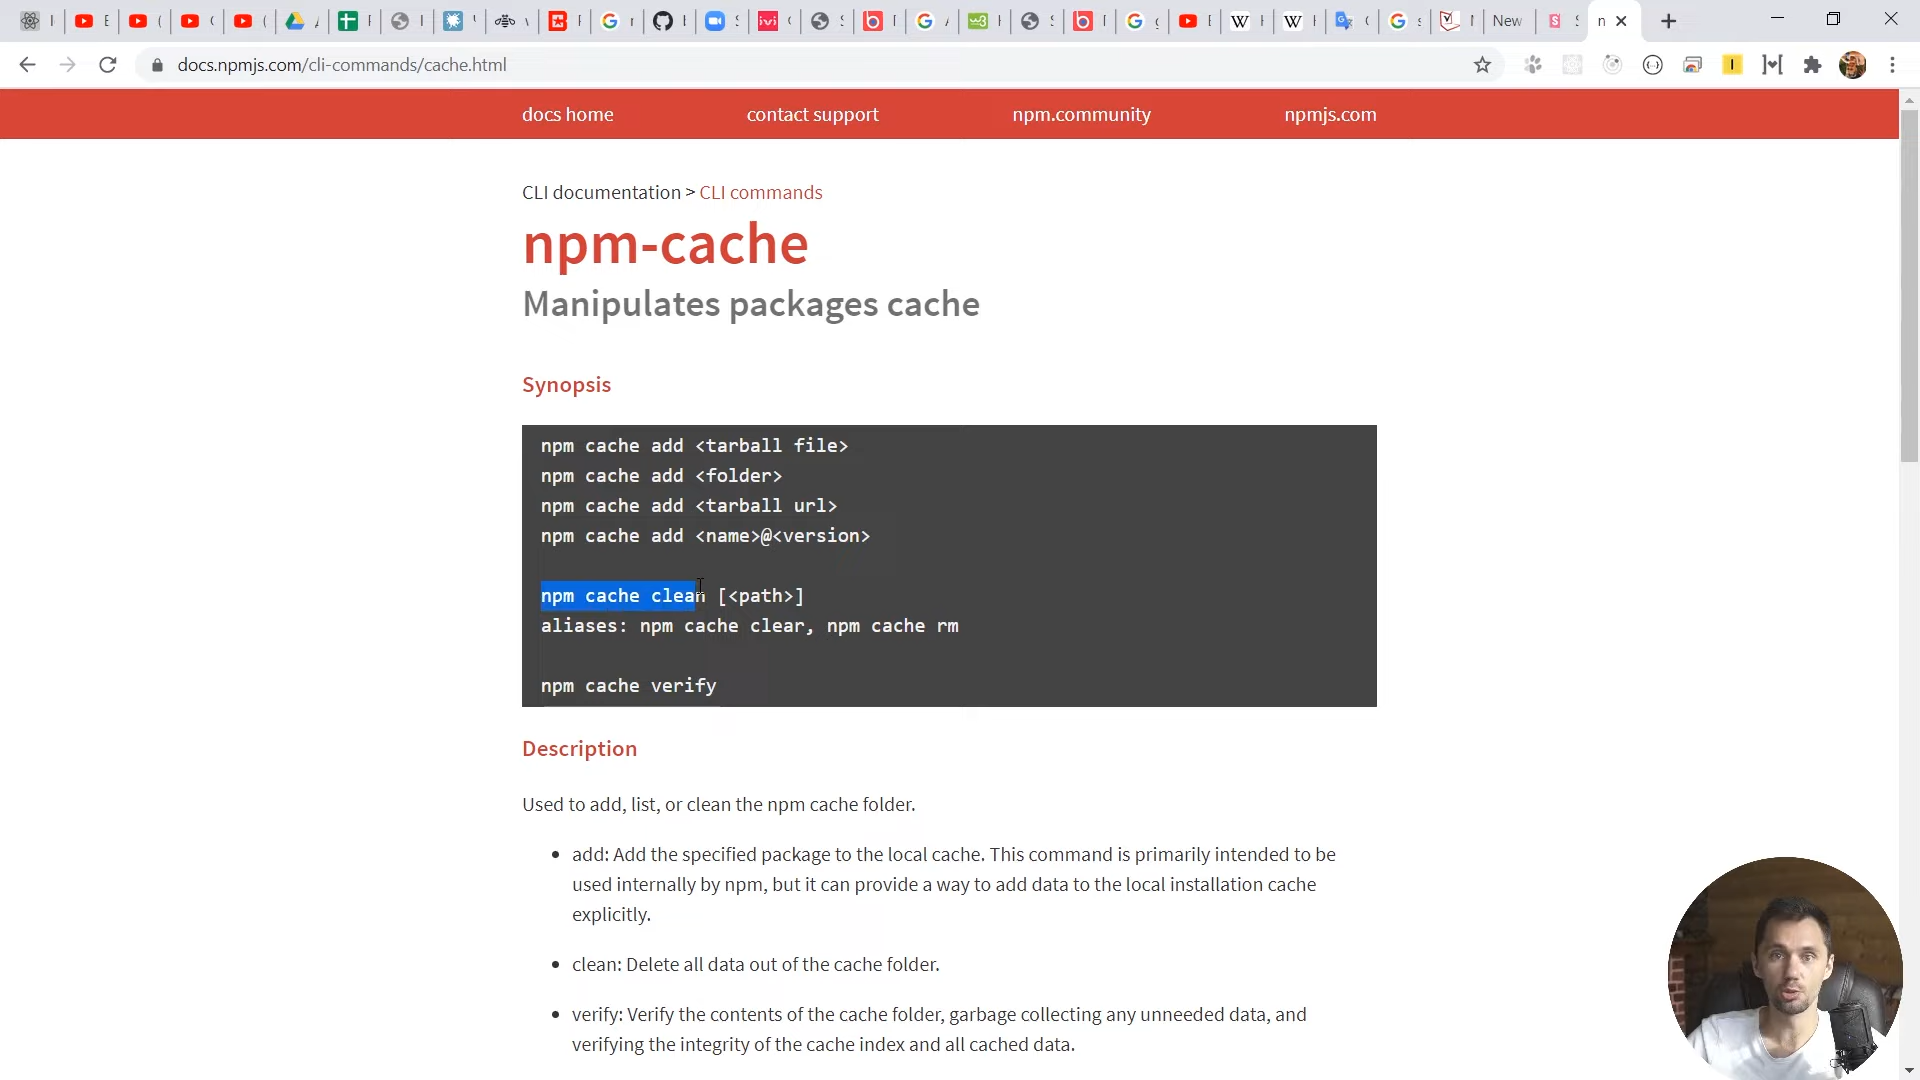 New
docs.npmjs.com/cli-commands/cache.html
docs home
contact support
npm.community
npmjs.com
CLI documentation > CLI commands
npm-cache
Manipulates packages cache
Synopsis
npm cache add <tarball file>
npm cache add <folder>
npm cache add <tarball url>
npm cache add <name>@<version>
npm cache clean [<path>]
aliases: npm cache clear, npm cache rm
npm cache verify
Description
Used to add, list, or clean the npm cache folder.
• add: Add the specified package to the local cache. This command is primarily intended to be
used internally by npm, but it can provide a way to add data to the local installation cache
explicitly.
• clean: Delete all data out of the cache folder.
• verify: Verify the contents of the cache folder, garbage collecting any unneeded data, and
verifying the integrity of the cache index and all cached data.